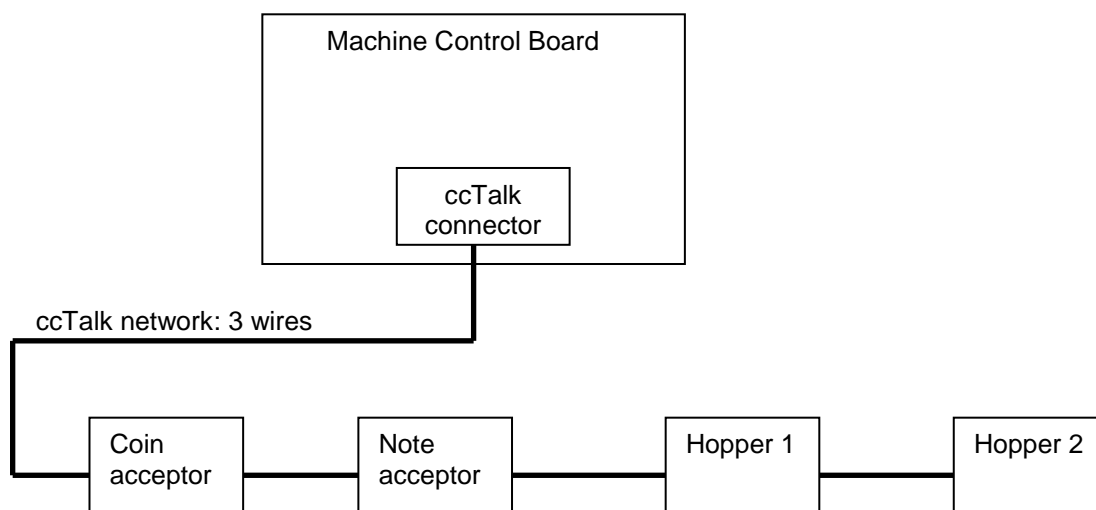 Machine Control Board
ccTalk
connector
ccTalk network: 3 wires
Coin
acceptor
Note
acceptor
Hopper 1
Hopper 2